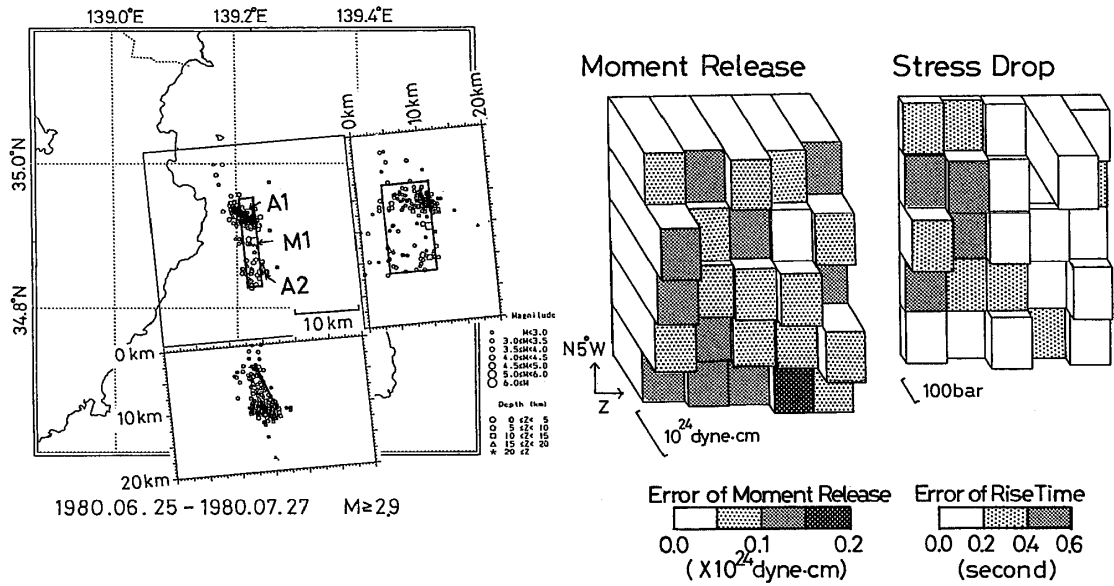 139.0°E 139.2°E 139.4°E
35.0°N
34.8°N
0km 10km 20km
A1
M1
A2
10km
0km
10km
20km
Magnitude
M<3.0
3.0≤M<3.5
3.5≤M<4.0
4.0≤M<4.5
4.5≤M<5.0
5.0≤M<6.0
6.0≤M
Depth (km)
0 ≤Z< 5
5 ≤Z< 10
10 ≤Z< 15
15 ≤Z< 20
20 ≤Z
1980.06.25-1980.07.27 M≥2.9
Moment Release
N5°W
Z
10²⁴dyne·cm
Stress Drop
100bar
Error of Moment Release
0.0 0.1 0.2
(X10²⁴dyne·cm)
Error of Rise Time
0.0 0.2 0.4 0.6
(second)